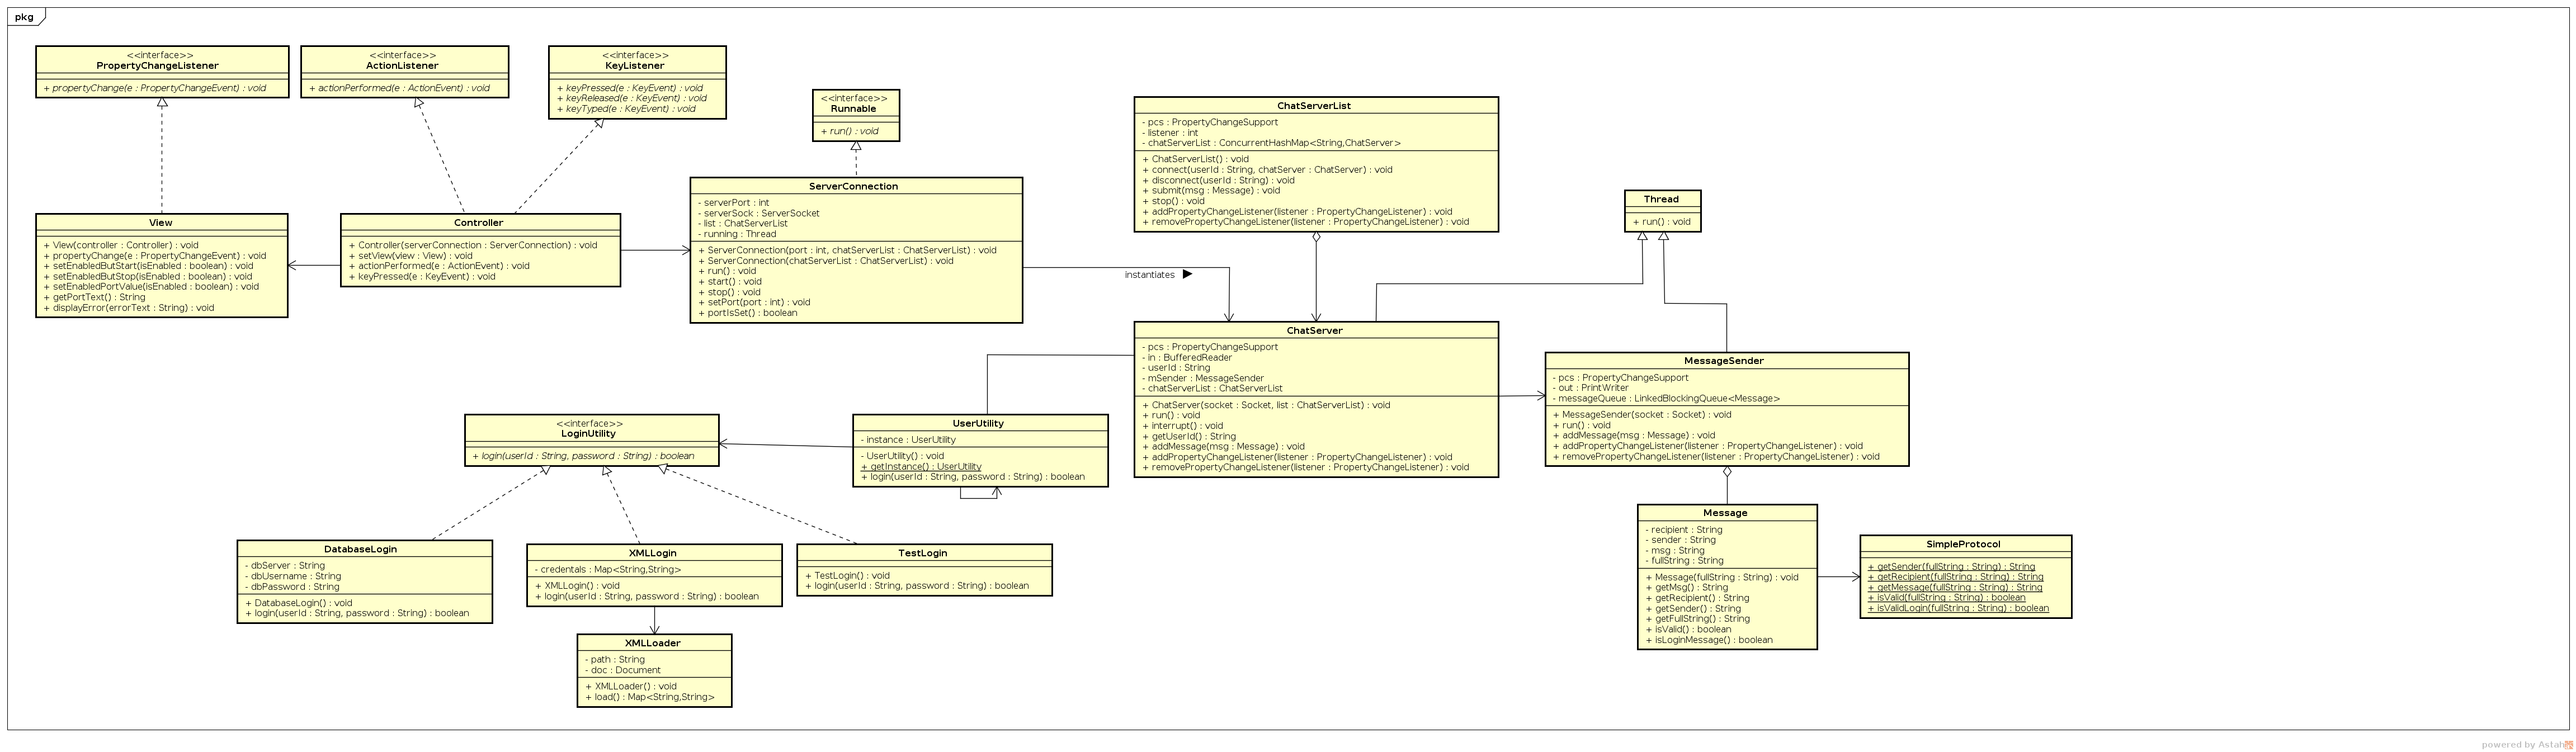 pkg
<<interface>>
PropertyChangeListener
+ propertyChange(e : PropertyChangeEvent) : void
<<interface>>
ActionListener
+ actionPerformed(e : ActionEvent) : void
<<interface>>
KeyListener
+ keyPressed(e : KeyEvent) : void
+ keyReleased(e : KeyEvent) : void
+ keyTyped(e : KeyEvent) : void
<<interface>>
Runnable
+ run() : void
ChatServerList
- pcs : PropertyChangeSupport
- listener : int
- chatServerList : ConcurrentHashMap<String,ChatServer>
+ ChatServerList() : void
+ connect(userId : String, chatServer : ChatServer) : void
+ disconnect(userId : String) : void
+ submit(msg : Message) : void
+ stop() : void
+ addPropertyChangeListener(listener : PropertyChangeListener) : void
+ removePropertyChangeListener(listener : PropertyChangeListener) : void
Thread
+ run() : void
View
+ View(controller : Controller) : void
+ propertyChange(e : PropertyChangeEvent) : void
+ setEnabledButStart(isEnabled : boolean) : void
+ setEnabledButStop(isEnabled : boolean) : void
+ setEnabledPortValue(isEnabled : boolean) : void
+ getPortText() : String
+ displayError(errorText : String) : void
Controller
+ Controller(serverConnection : ServerConnection) : void
+ setView(view : View) : void
+ actionPerformed(e : ActionEvent) : void
+ keyPressed(e : KeyEvent) : void
ServerConnection
- serverPort : int
- serverSock : ServerSocket
- list : ChatServerList
- running : Thread
+ ServerConnection(port : int, chatServerList : ChatServerList) : void
+ ServerConnection(chatServerList : ChatServerList) : void
+ run() : void
+ start() : void
+ stop() : void
+ setPort(port : int) : void
+ portIsSet() : boolean
instantiates
ChatServer
- pcs : PropertyChangeSupport
- in : BufferedReader
- userId : String
- mSender : MessageSender
- chatServerList : ChatServerList
+ ChatServer(socket : Socket, list : ChatServerList) : void
+ run() : void
+ interrupt() : void
+ getUserId() : String
+ addMessage(msg : Message) : void
+ addPropertyChangeListener(listener : PropertyChangeListener) : void
+ removePropertyChangeListener(listener : PropertyChangeListener) : void
MessageSender
- pcs : PropertyChangeSupport
- out : PrintWriter
- messageQueue : LinkedBlockingQueue<Message>
+ MessageSender(socket : Socket) : void
+ run() : void
+ addMessage(msg : Message) : void
+ addPropertyChangeListener(listener : PropertyChangeListener) : void
+ removePropertyChangeListener(listener : PropertyChangeListener) : void
<<interface>>
LoginUtility
+ login(userId : String, password : String) : boolean
UserUtility
- instance : UserUtility
- UserUtility() : void
+ getInstance() : UserUtility
+ login(userId : String, password : String) : boolean
DatabaseLogin
- dbServer : String
- dbUsername : String
- dbPassword : String
+ DatabaseLogin() : void
+ login(userId : String, password : String) : boolean
XMLLogin
- credentals : Map<String,String>
+ XMLLogin() : void
+ login(userId : String, password : String) : boolean
TestLogin
+ TestLogin() : void
+ login(userId : String, password : String) : boolean
XMLLoader
- path : String
- doc : Document
+ XMLLoader() : void
+ load() : Map<String,String>
Message
- recipient : String
- sender : String
- msg : String
- fullString : String
+ Message(fullString : String) : void
+ getMsg() : String
+ getRecipient() : String
+ getSender() : String
+ getFullString() : String
+ isValid() : boolean
+ isLoginMessage() : boolean
SimpleProtocol
+ getSender(fullString : String) : String
+ getRecipient(fullString : String) : String
+ getMessage(fullString : String) : String
+ isValid(fullString : String) : boolean
+ isValidLogin(fullString : String) : boolean
powered by Astah